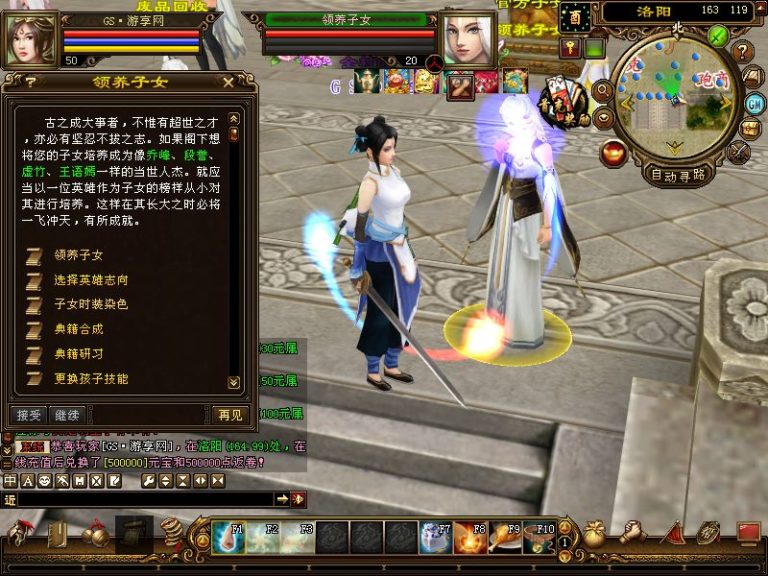 废品回收
GS·游享网
50
领养子女
20
洛阳
163 119
北
酉
GM
自动寻路
? 领养子女 ×
古之成大事者,不惟有超世之才
,亦必有坚忍不拔之志。如果阁下想
将您的子女培养成为像乔峰、段誉、
虚竹、王语嫣一样的当世人杰。就应
当以一位英雄作为子女的榜样从小对
其进行培养。这样在其长大之时必将
一飞冲天,有所成就。
领养子女
选择英雄志向
子女时装染色
典籍合成
典籍研习
更换孩子技能
接受 继续 再见
30元属
50元属
100元属
恭喜玩家[GS·游享网],在洛阳(164.99)处,在
线充值后兑换了[500000]元宝和500000点返卷!
近
F1 F2 F3 F7 F8 F9 F10
1